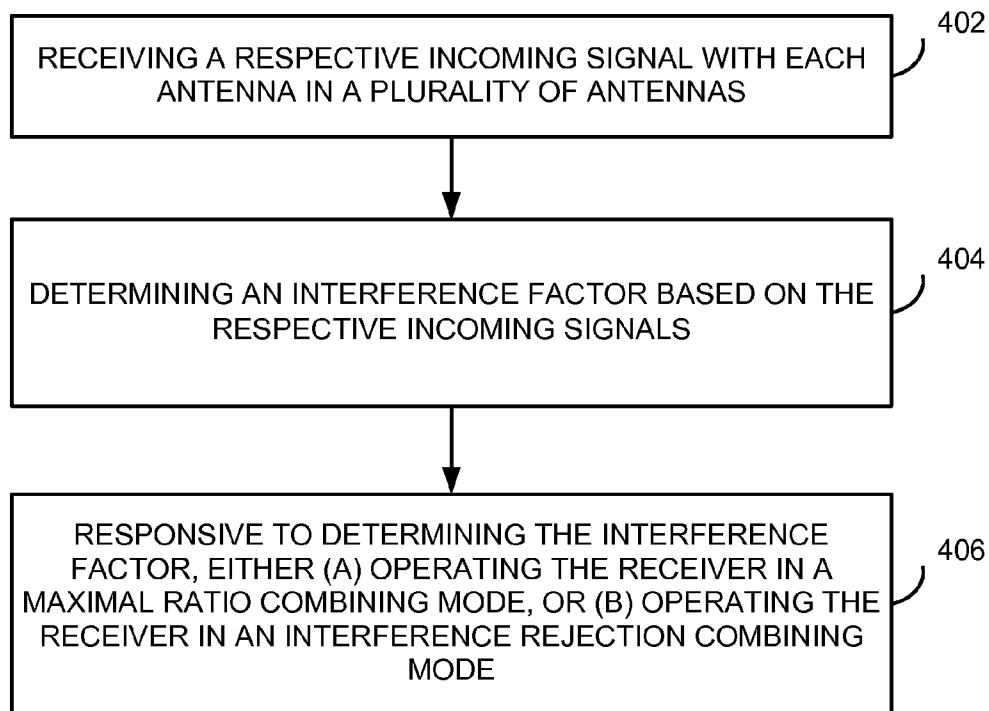 402
RECEIVING A RESPECTIVE INCOMING SIGNAL WITH EACH
ANTENNA IN A PLURALITY OF ANTENNAS
404
DETERMINING AN INTERFERENCE FACTOR BASED ON THE
RESPECTIVE INCOMING SIGNALS
406
RESPONSIVE TO DETERMINING THE INTERFERENCE
FACTOR, EITHER (A) OPERATING THE RECEIVER IN A
MAXIMAL RATIO COMBINING MODE, OR (B) OPERATING THE
RECEIVER IN AN INTERFERENCE REJECTION COMBINING
MODE